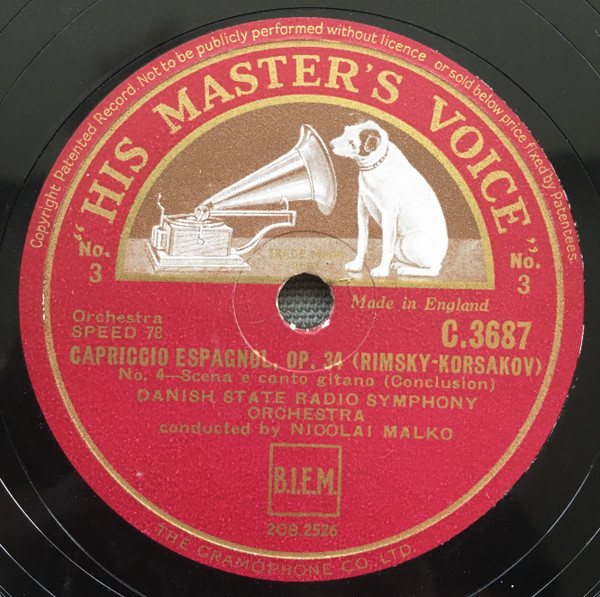 Copyright Patented Record. Not to be publicly performed without licence or sold below price fixed by Patentees.
"HIS MASTER'S VOICE"
No. 3
No. 3
TRADE MARK
Made in England
Orchestra
SPEED 78
C.3687
CAPRICCIO ESPAGNOL, OP. 34 (RIMSKY-KORSAKOV)
No. 4—Scena e canto gitano (Conclusion)
DANISH STATE RADIO SYMPHONY
ORCHESTRA
conducted by NICOLAI MALKO
B.I.E.M.
2CB.2526
THE GRAMOPHONE CO. LTD.